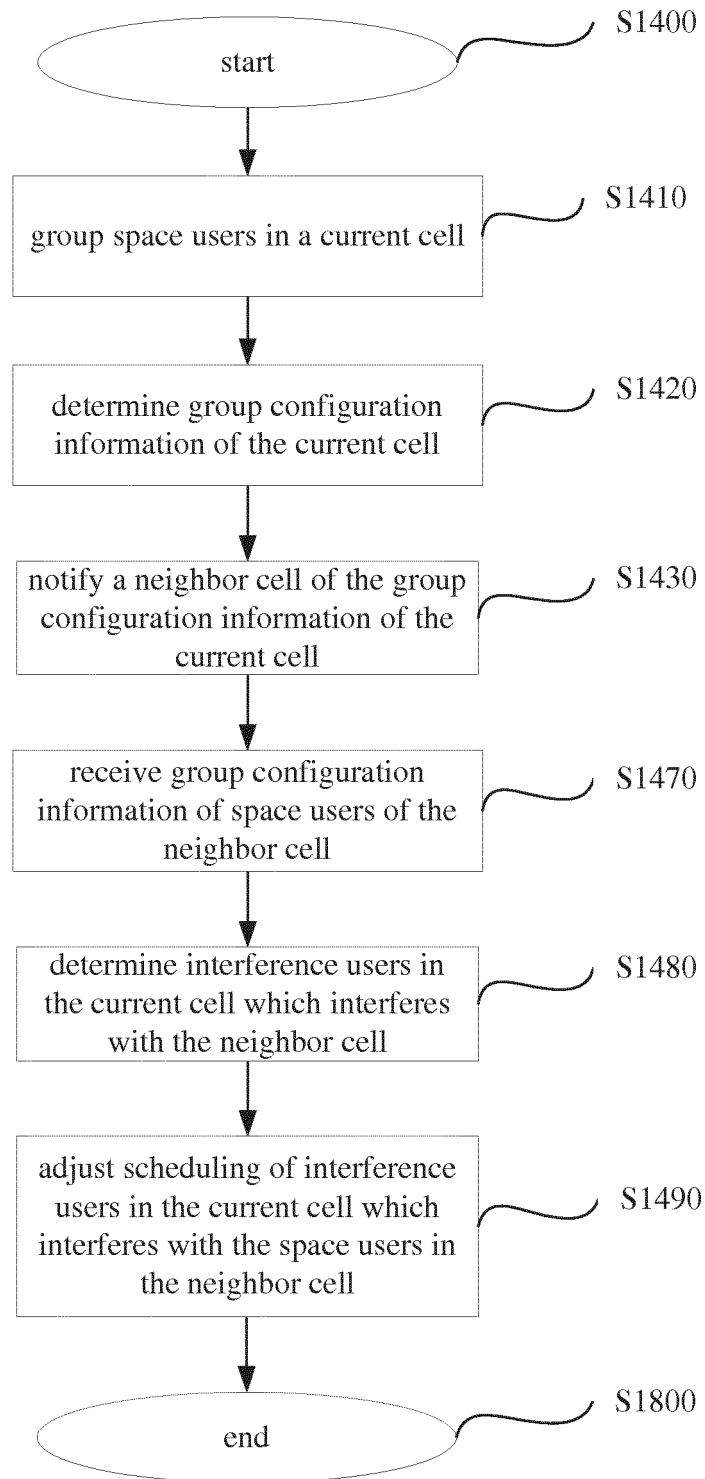 start
S1400
group space users in a current cell
S1410
determine group configuration
information of the current cell
S1420
notify a neighbor cell of the group
configuration information of the
current cell
S1430
receive group configuration
information of space users of the
neighbor cell
S1470
determine interference users in
the current cell which interferes
with the neighbor cell
S1480
adjust scheduling of interference
users in the current cell which
interferes with the space users in
the neighbor cell
S1490
end
S1800